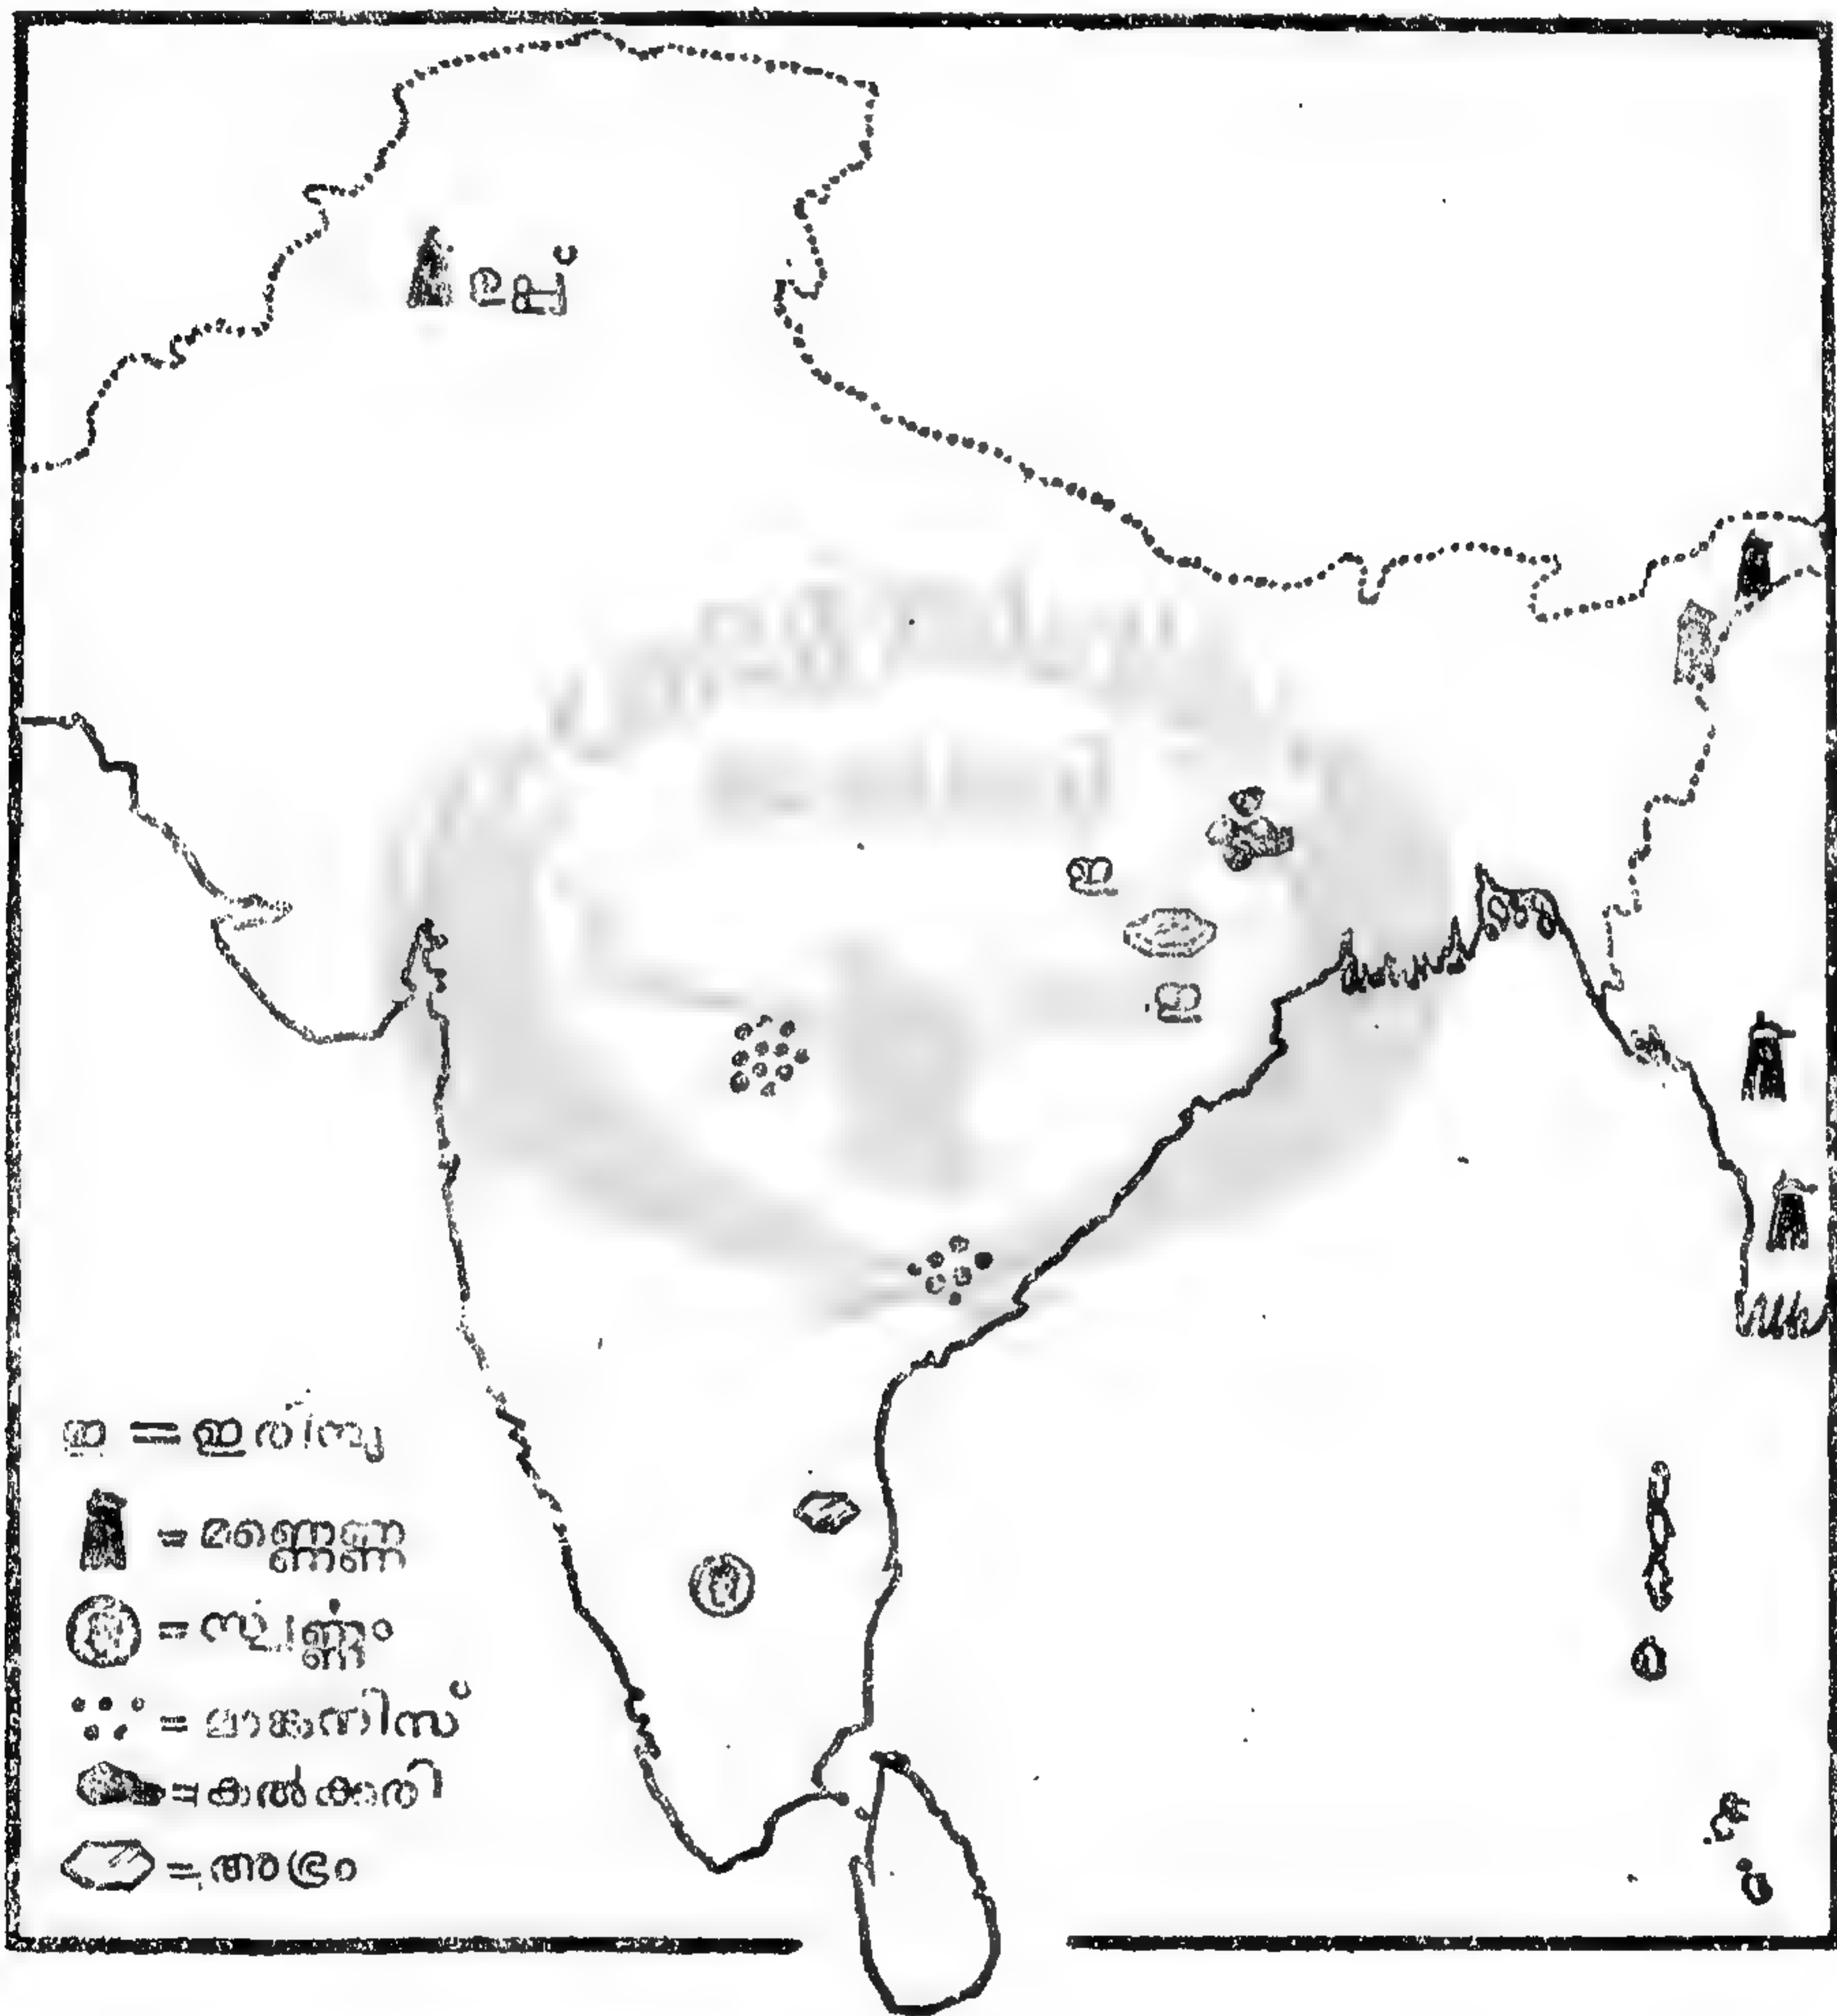 ഉപ്പ്
ഇ
ഇ
ഇ = ഇരിമ്പു
= മണ്ണെണ്ണ
= സ്വർണ്ണം
= മാങ്കനിസ്
= കൽക്കരി
= അഭ്രം